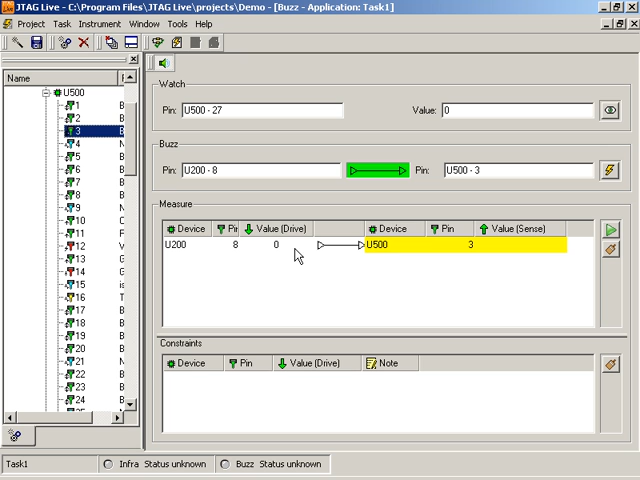 JTAG Live - C:\Program Files\JTAG Live\projects\Demo - [Buzz - Application: Task1]
Project Task Instrument Window Tools Help
Name
U500
1 B
2 B
3 B
4 N
5 B
6 B
7 B
8 B
9 N
10 C
11 F
12 V
13 G
14 G
15 is
16 T
17 B
18 B
19 B
20 B
21 N
22 B
23 B
24 B
Watch
Pin: U500 - 27 Value: 0
Buzz
Pin: U200 - 8 Pin: U500 - 3
Measure
Device Pin Value (Drive) Device Pin Value (Sense)
U200 8 0 U500 3
Constraints
Device Pin Value (Drive) Note
Task1 Infra Status unknown Buzz Status unknown